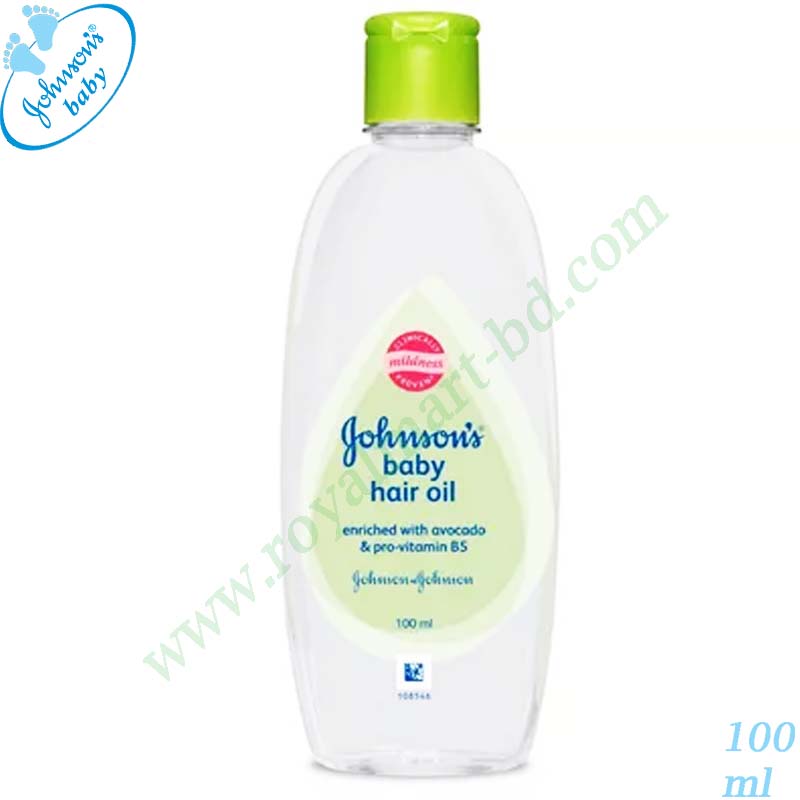 Johnson's®
baby
CLINICALLY
mildness
PROVEN
Johnson's®
baby
hair oil
enriched with avocado
& pro-vitamin B5
Johnson & Johnson
100 ml
108546
www.royalmart-bd.com
100
ml